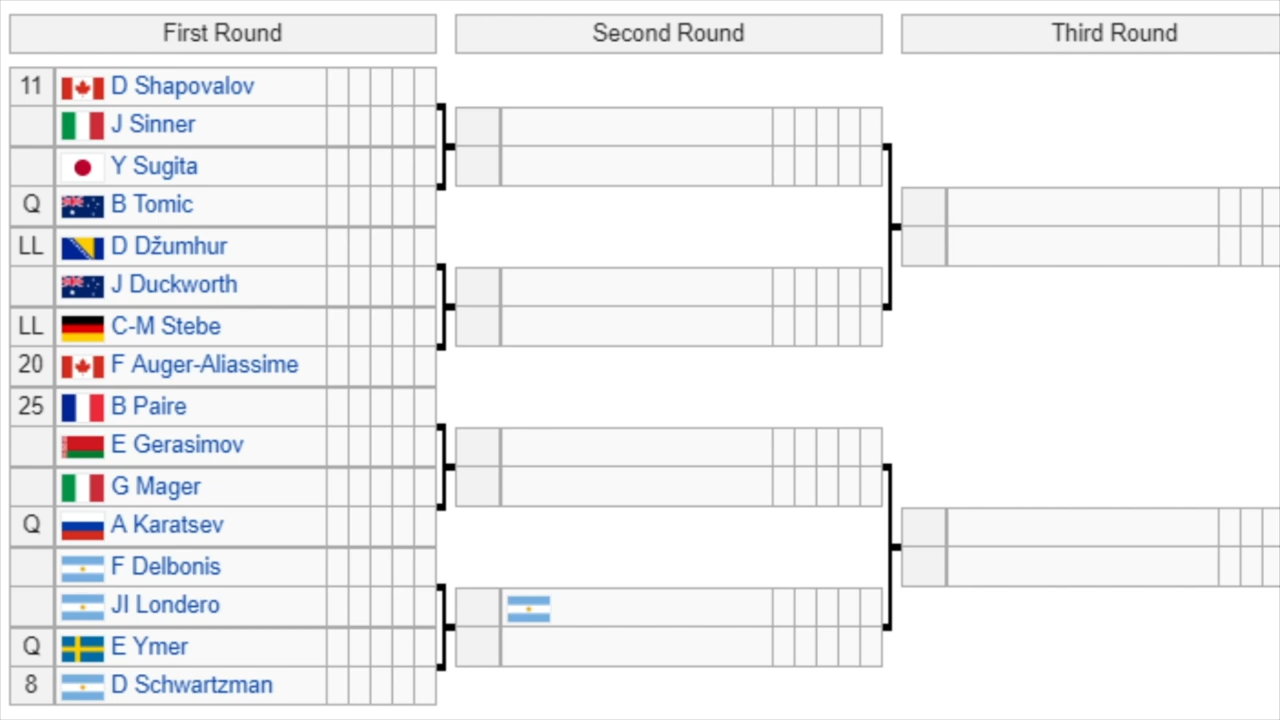 First Round
Second Round
Third Round
11 D Shapovalov
J Sinner
Y Sugita
Q B Tomic
LL D Džumhur
J Duckworth
LL C-M Stebe
20 F Auger-Aliassime
25 B Paire
E Gerasimov
G Mager
Q A Karatsev
F Delbonis
JI Londero
Q E Ymer
8 D Schwartzman